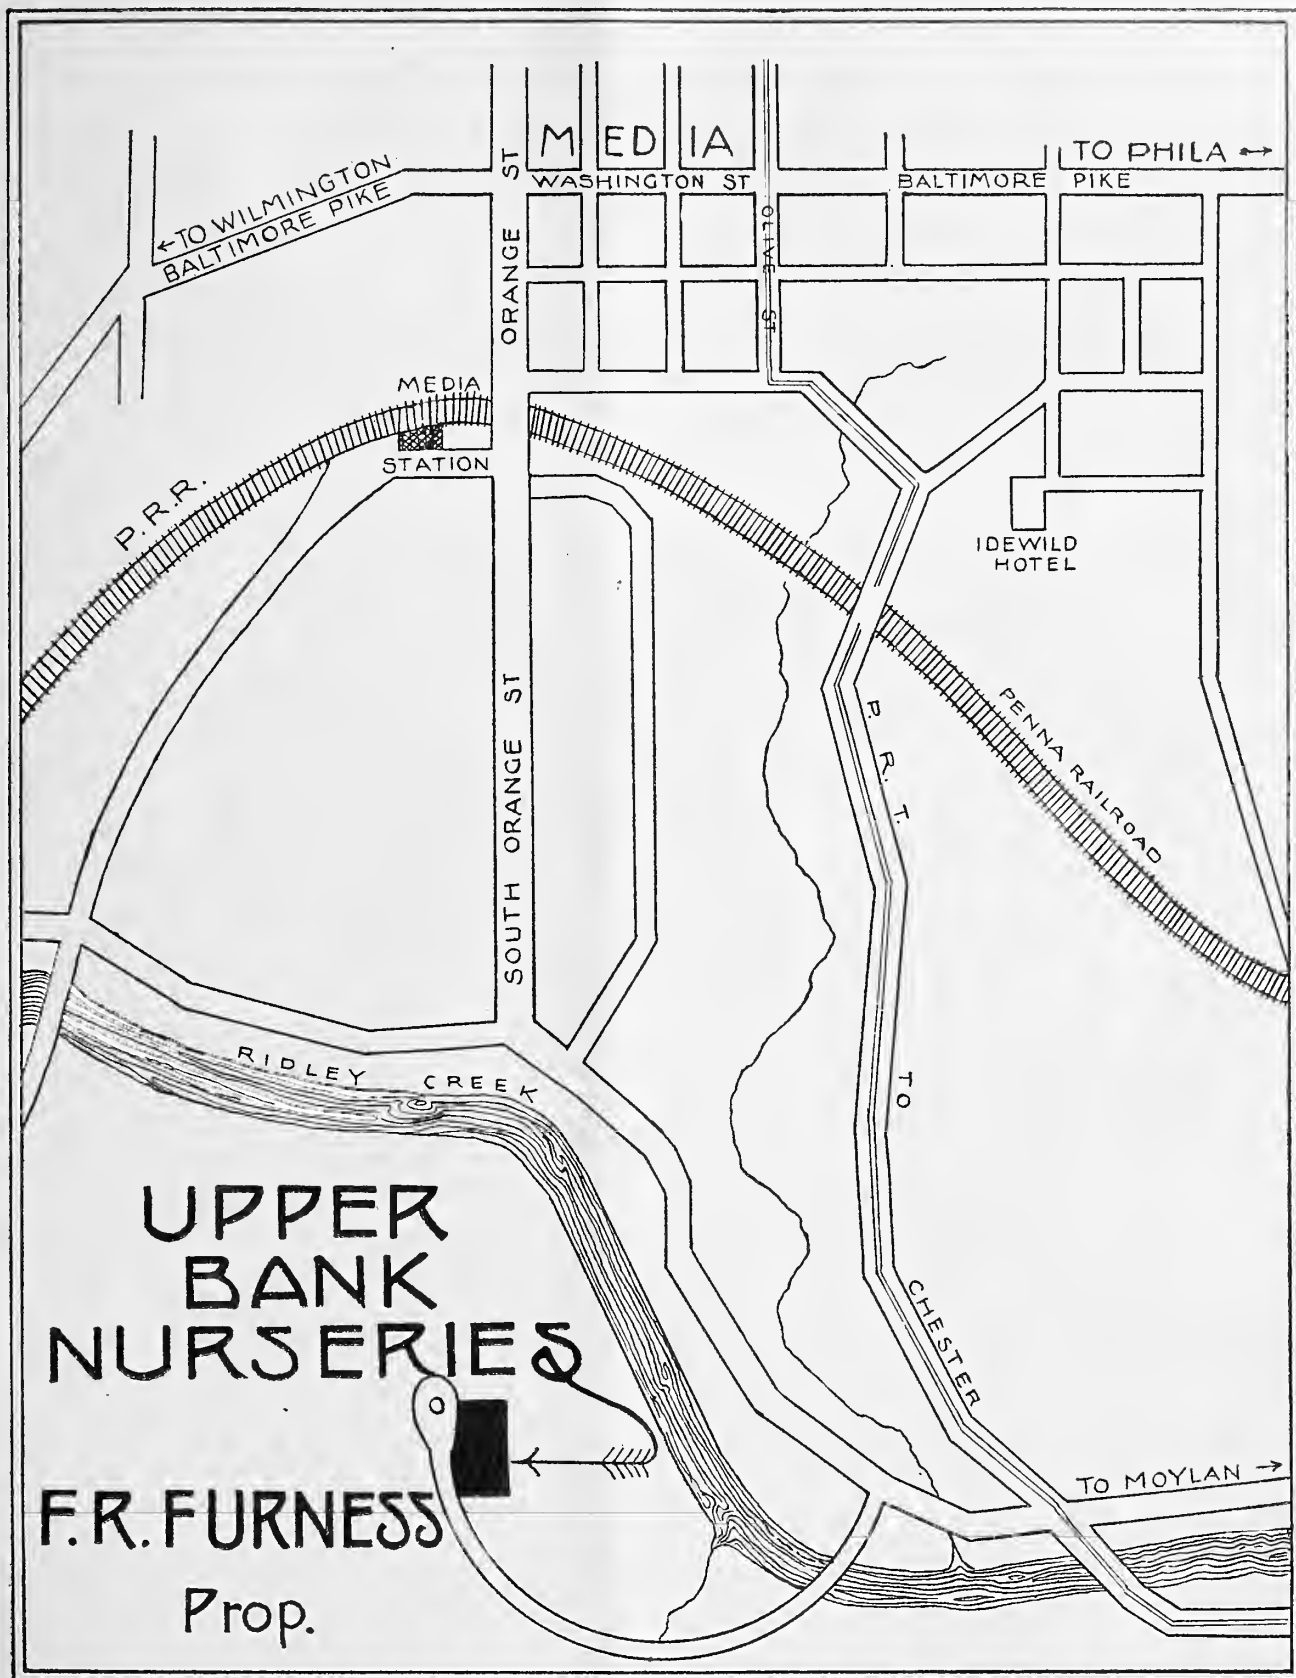 MEDIA
TO PHILA
WASHINGTON ST
BALTIMORE PIKE
←TO WILMINGTON
BALTIMORE PIKE
ORANGE ST
OLIVE ST
MEDIA
STATION
P.R.R.
IDEWILD
HOTEL
SOUTH ORANGE ST
P. R. T. TO CHESTER
PENNA RAILROAD
RIDLEY CREEK
UPPER
BANK
NURSERIES
TO MOYLAN →
F. R. FURNESS
Prop.